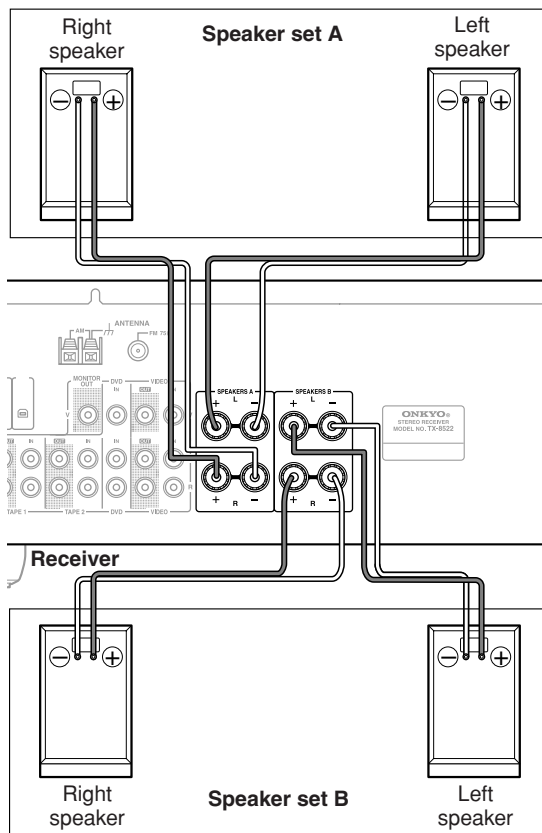 Right
speaker
Speaker set A
Left
speaker
− +
− +
ANTENNA
AM
FM 75
MONITOR
OUT
DVD
VIDEO
IN
OUT
IN
V
SPEAKERS A
L
+ −
SPEAKERS B
L
+ −
ONKYO®
STEREO RECEIVER
MODEL NO. TX-8522
OUT
IN
OUT
IN
IN
OUT
IN
R
TAPE 1
TAPE 2
DVD
VIDEO
+ R −
+ R −
Receiver
− +
− +
Right
speaker
Speaker set B
Left
speaker